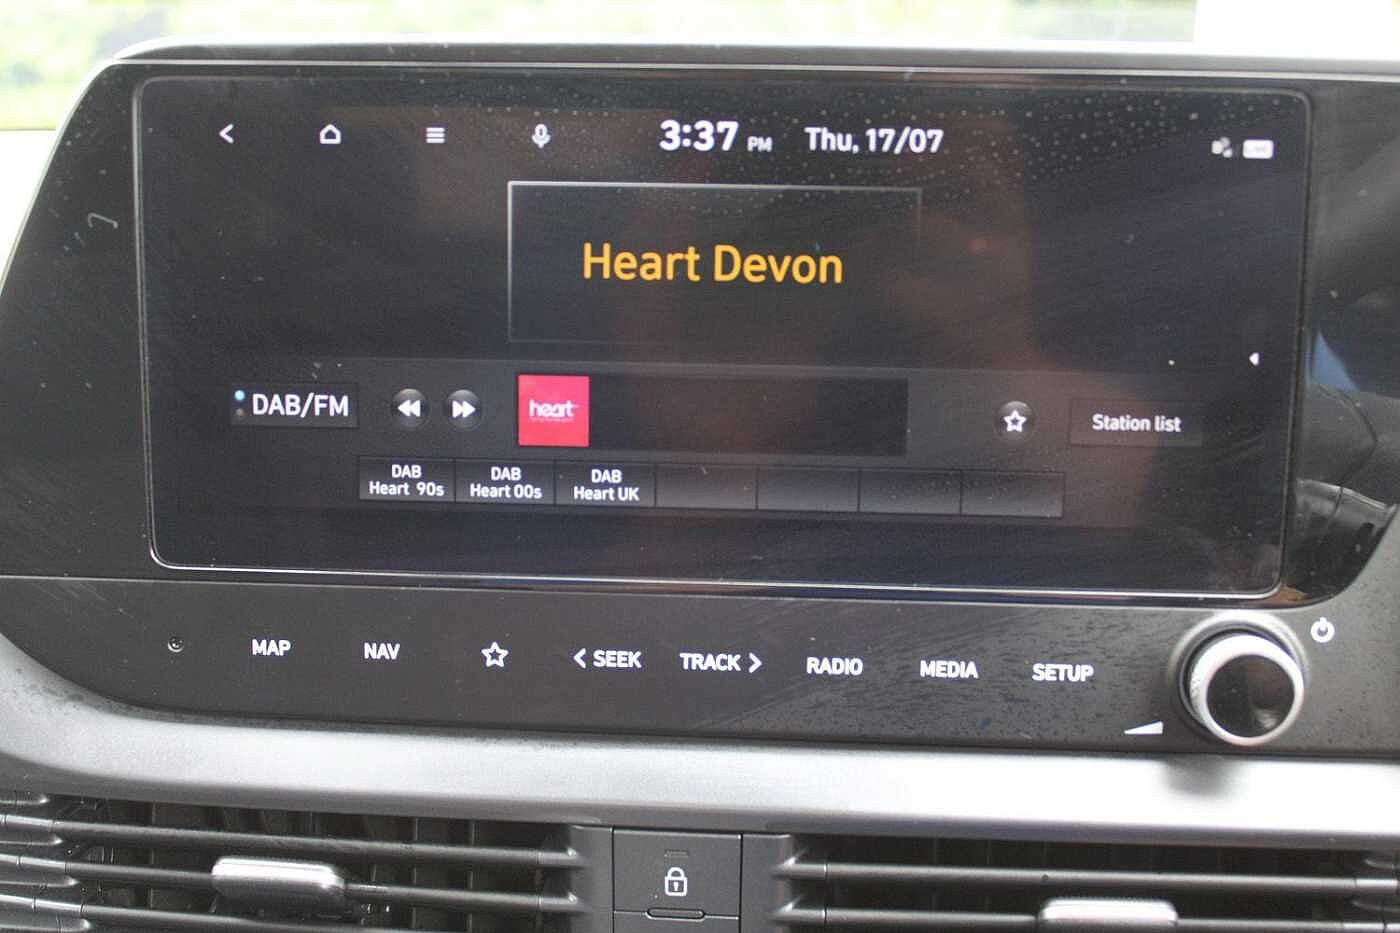 3:37 PM Thu, 17/07
Heart Devon
DAB/FM
heart
Station list
DAB
Heart 90s
DAB
Heart 00s
DAB
Heart UK
MAP NAV < SEEK TRACK > RADIO MEDIA SETUP